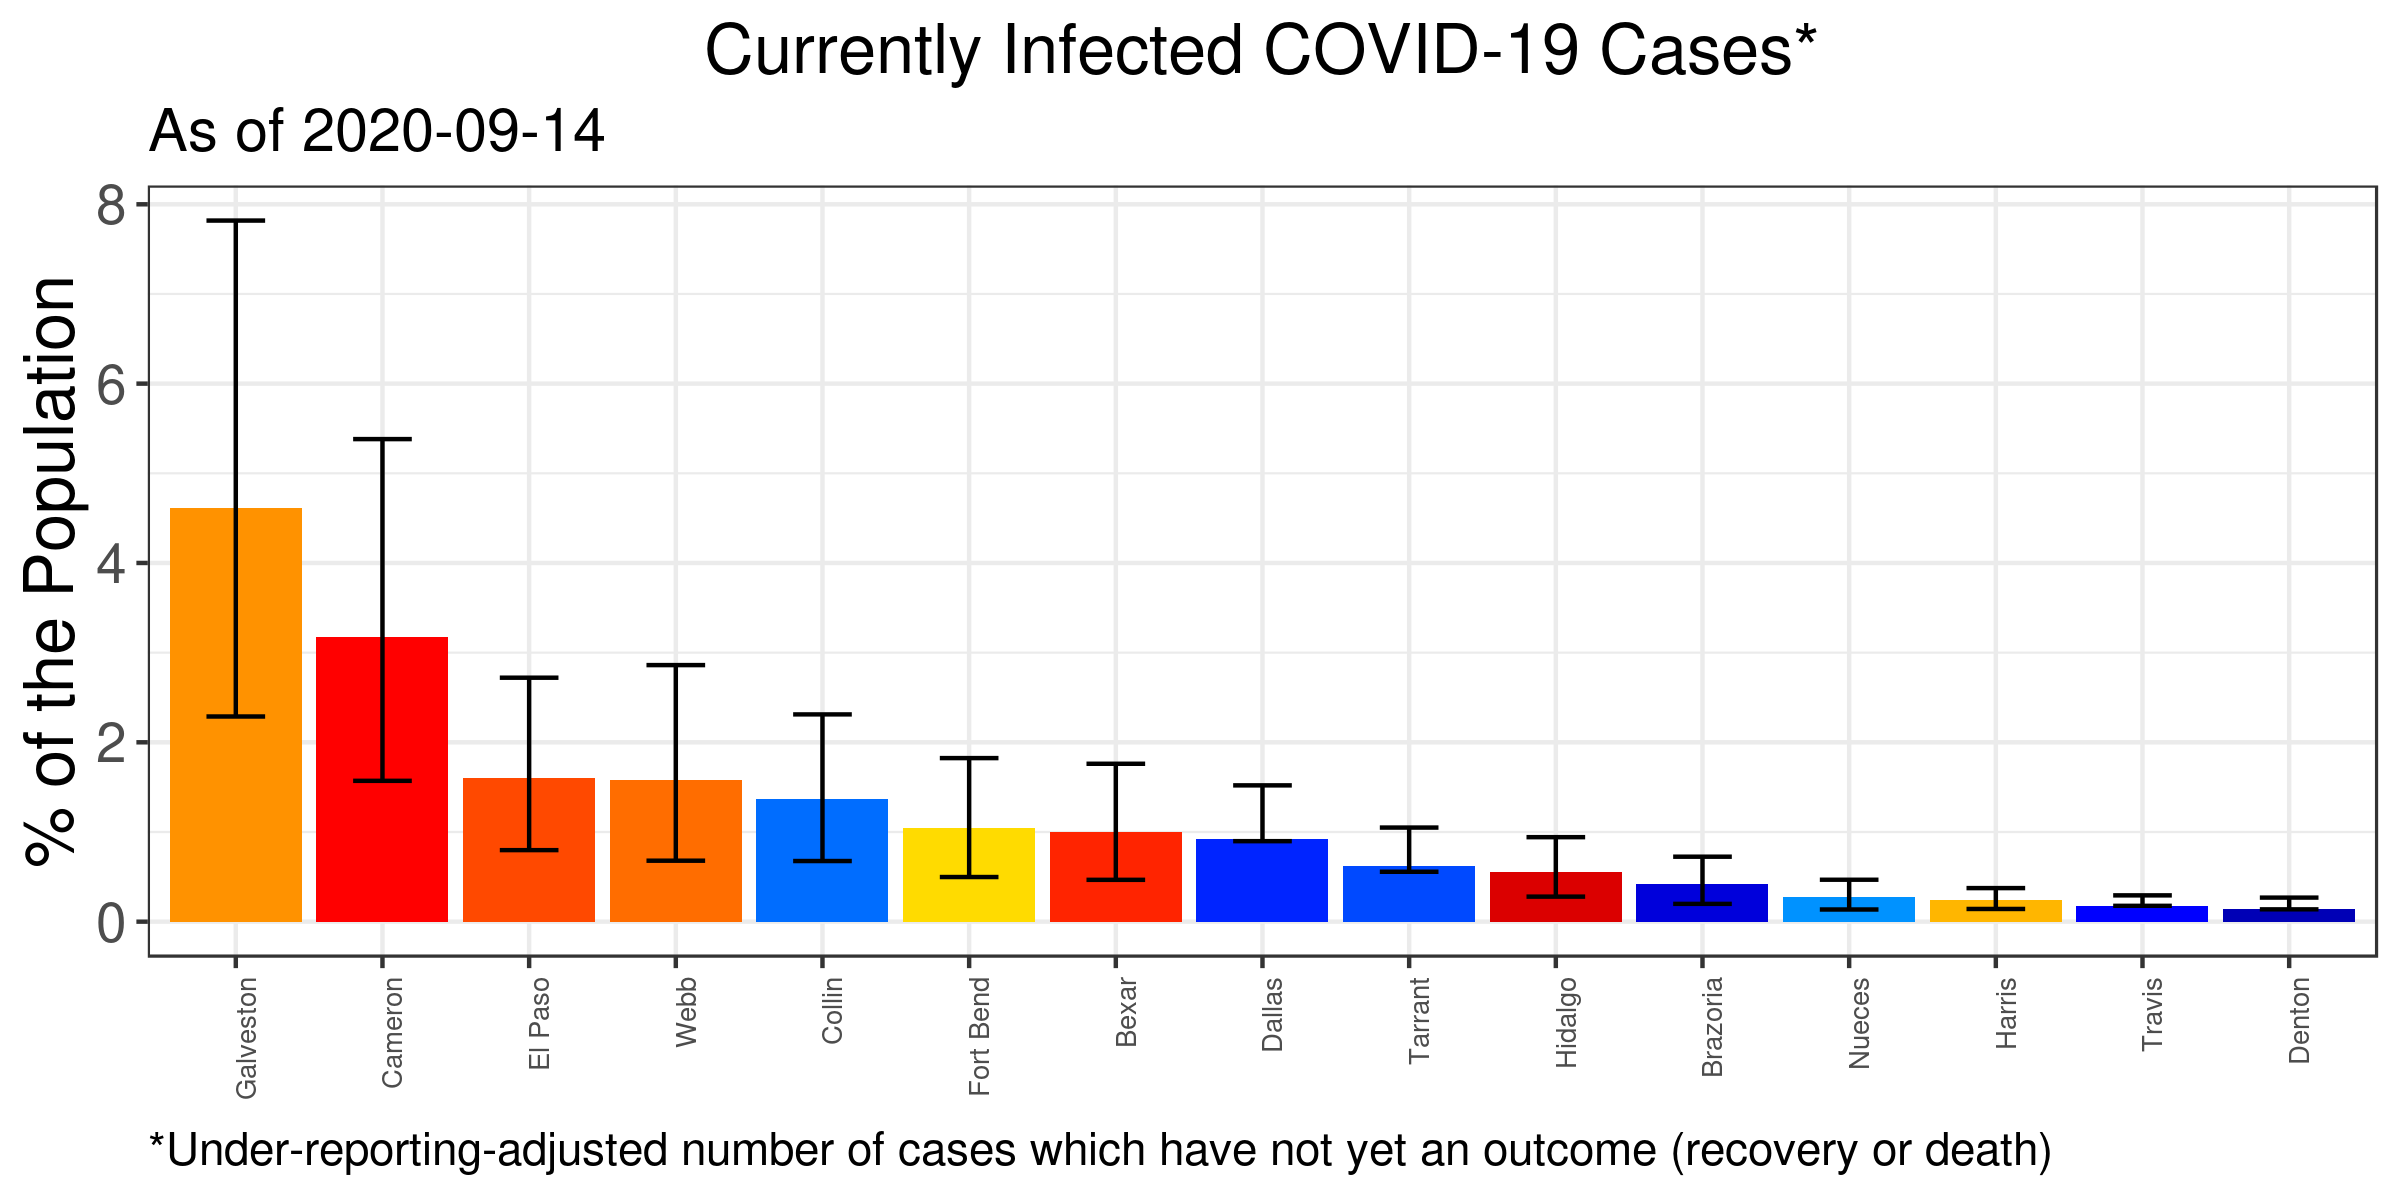 Currently Infected COVID-19 Cases*
As of 2020-09-14
% of the Population
8
6
4
2
0
Galveston
Cameron
El Paso
Webb
Collin
Fort Bend
Bexar
Dallas
Tarrant
Hidalgo
Brazoria
Nueces
Harris
Travis
Denton
*Under-reporting-adjusted number of cases which have not yet an outcome (recovery or death)